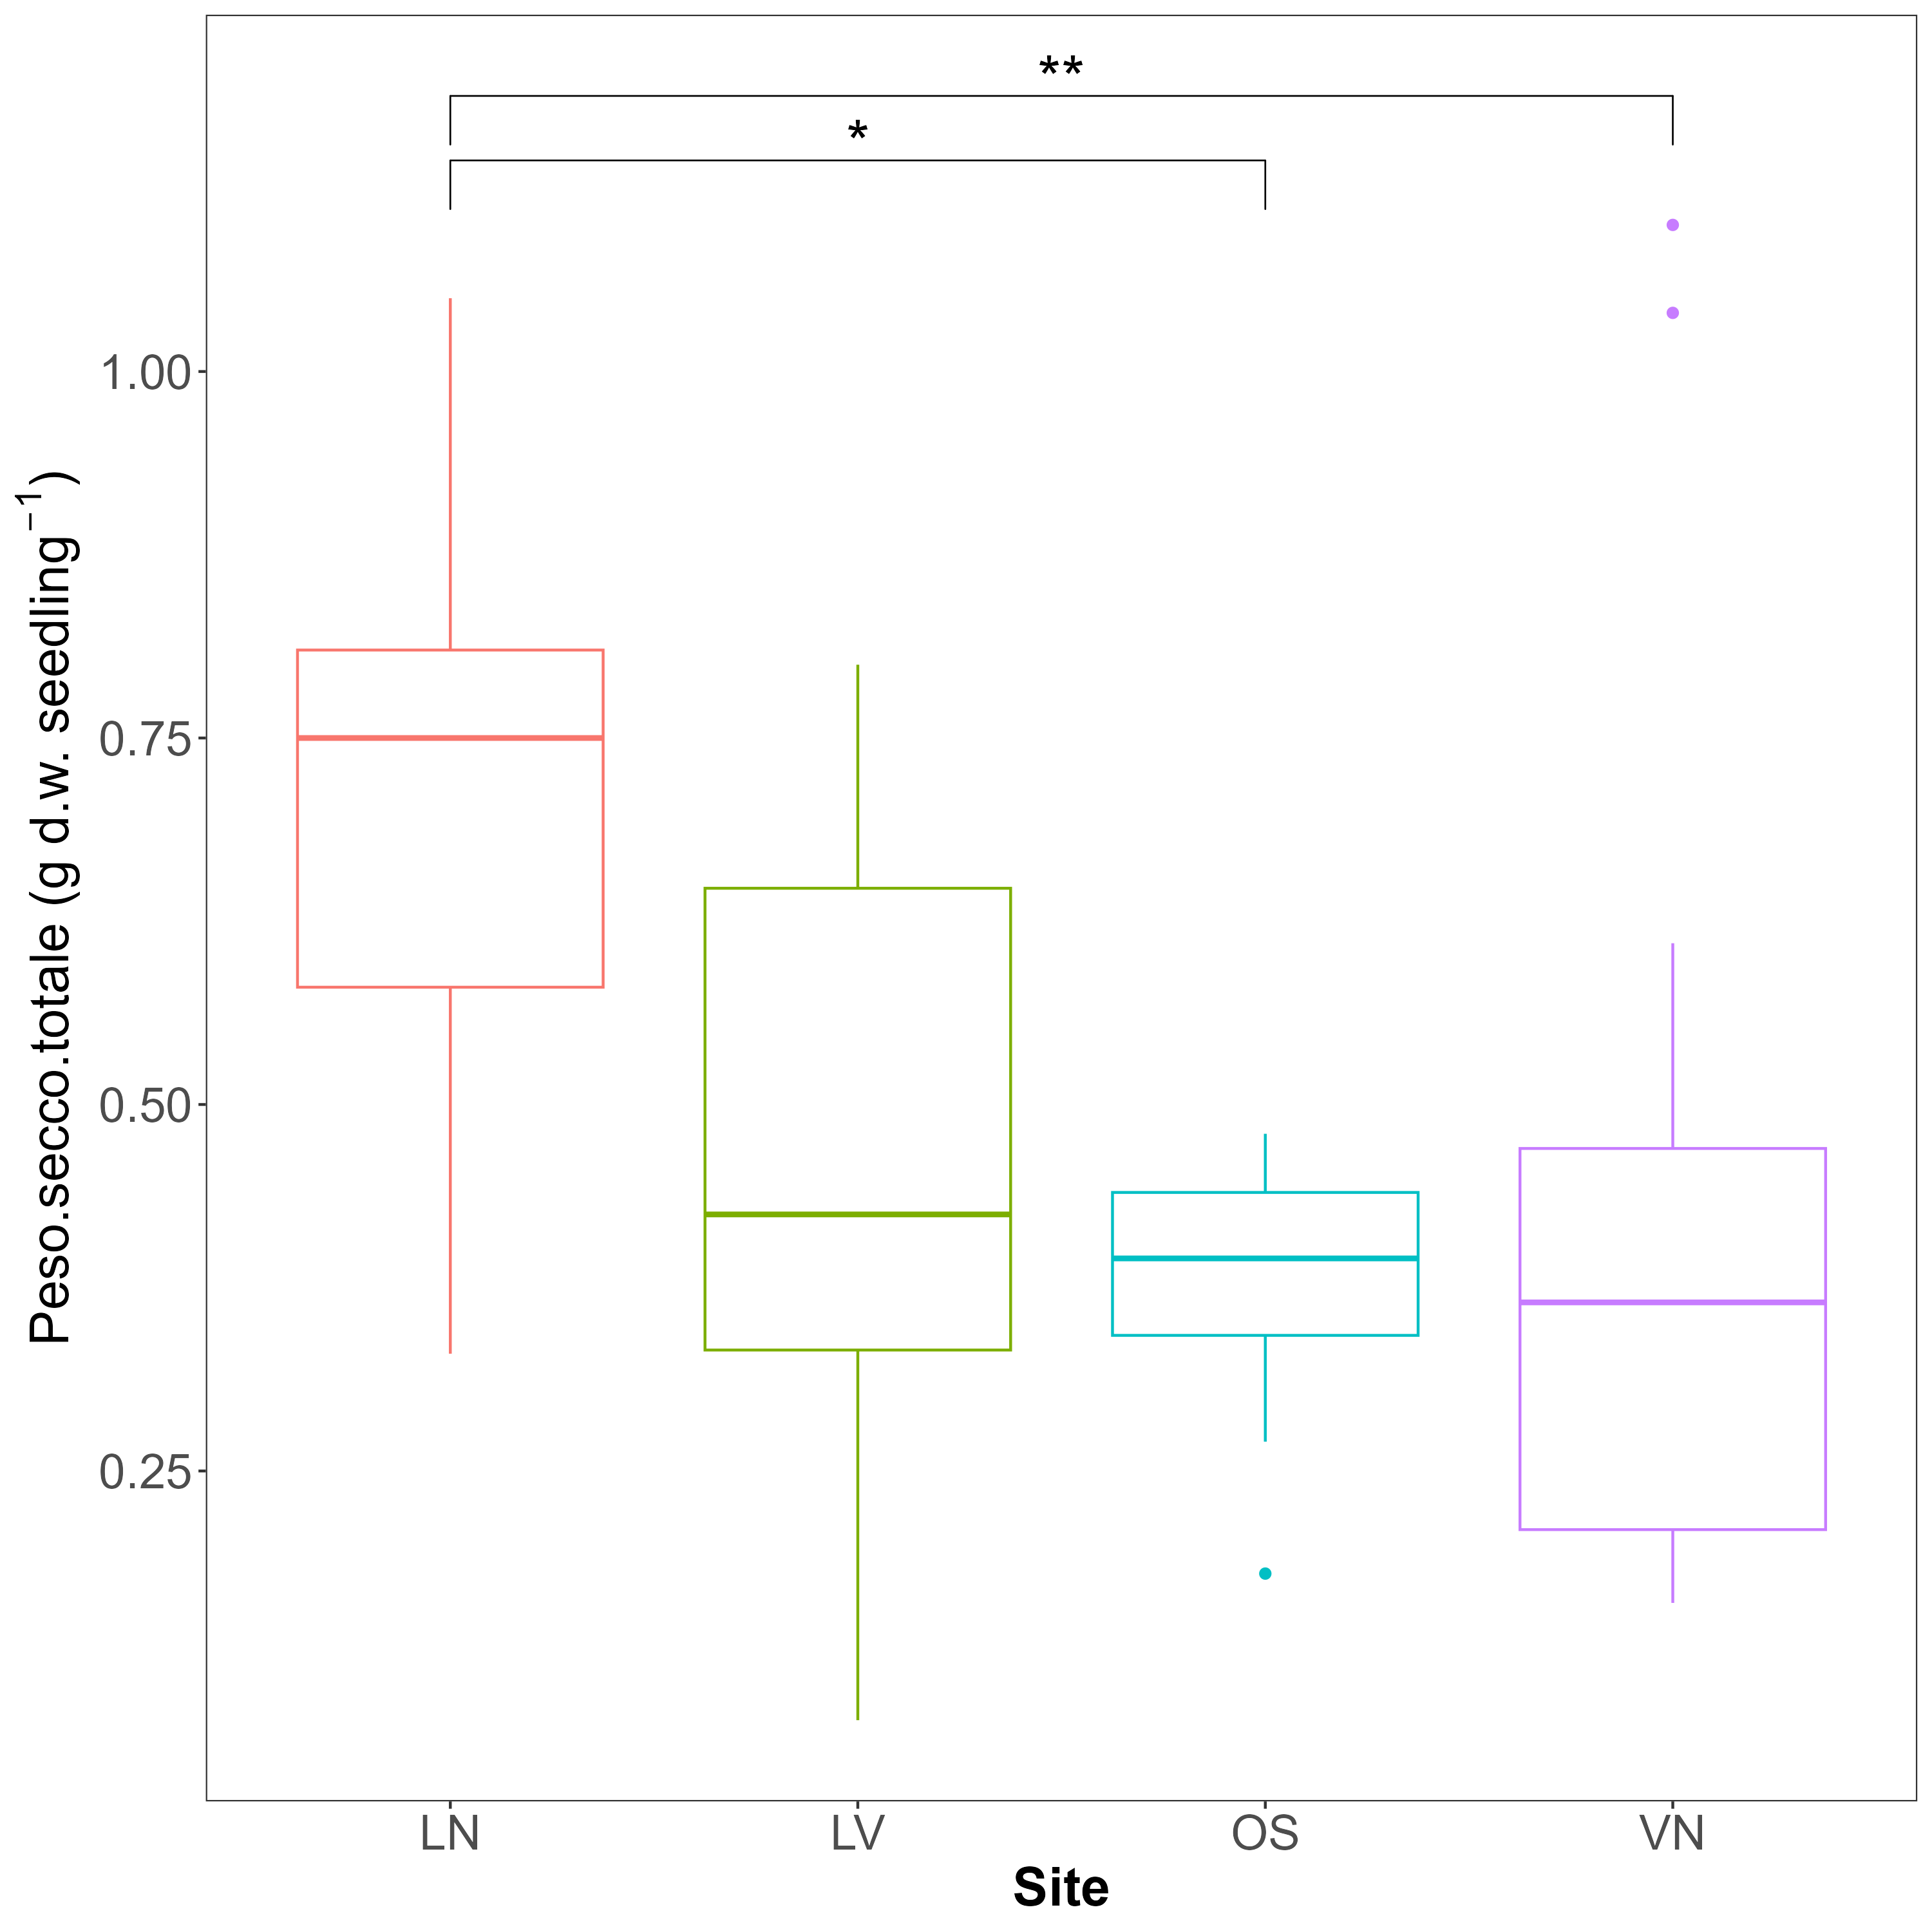 **
*
1.00
0.75
0.50
0.25
Peso.secco.totale (g d.w. seedling⁻¹)
LN LV OS VN
Site